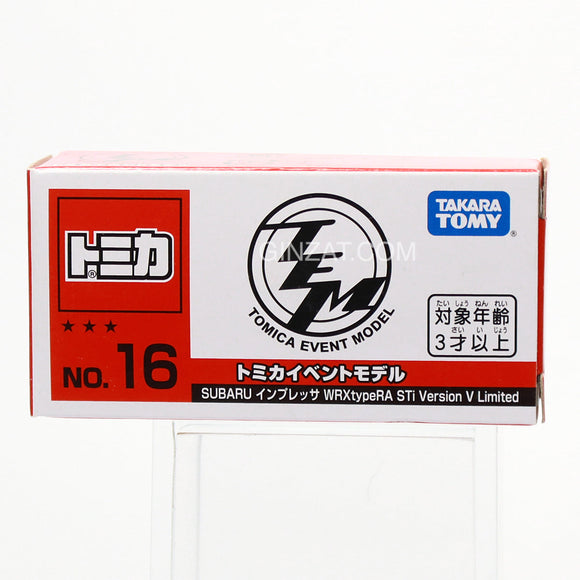 トミカ
®
★★★
NO. 16
TEM
TOMICA EVENT MODEL
GINZAT.COM
TAKARA
TOMY
®
たい しょう ねん れい
対象年齢
さい い じょう
3才以上
トミカイベントモデル
SUBARU インプレッサ WRXtypeRA STi Version V Limited